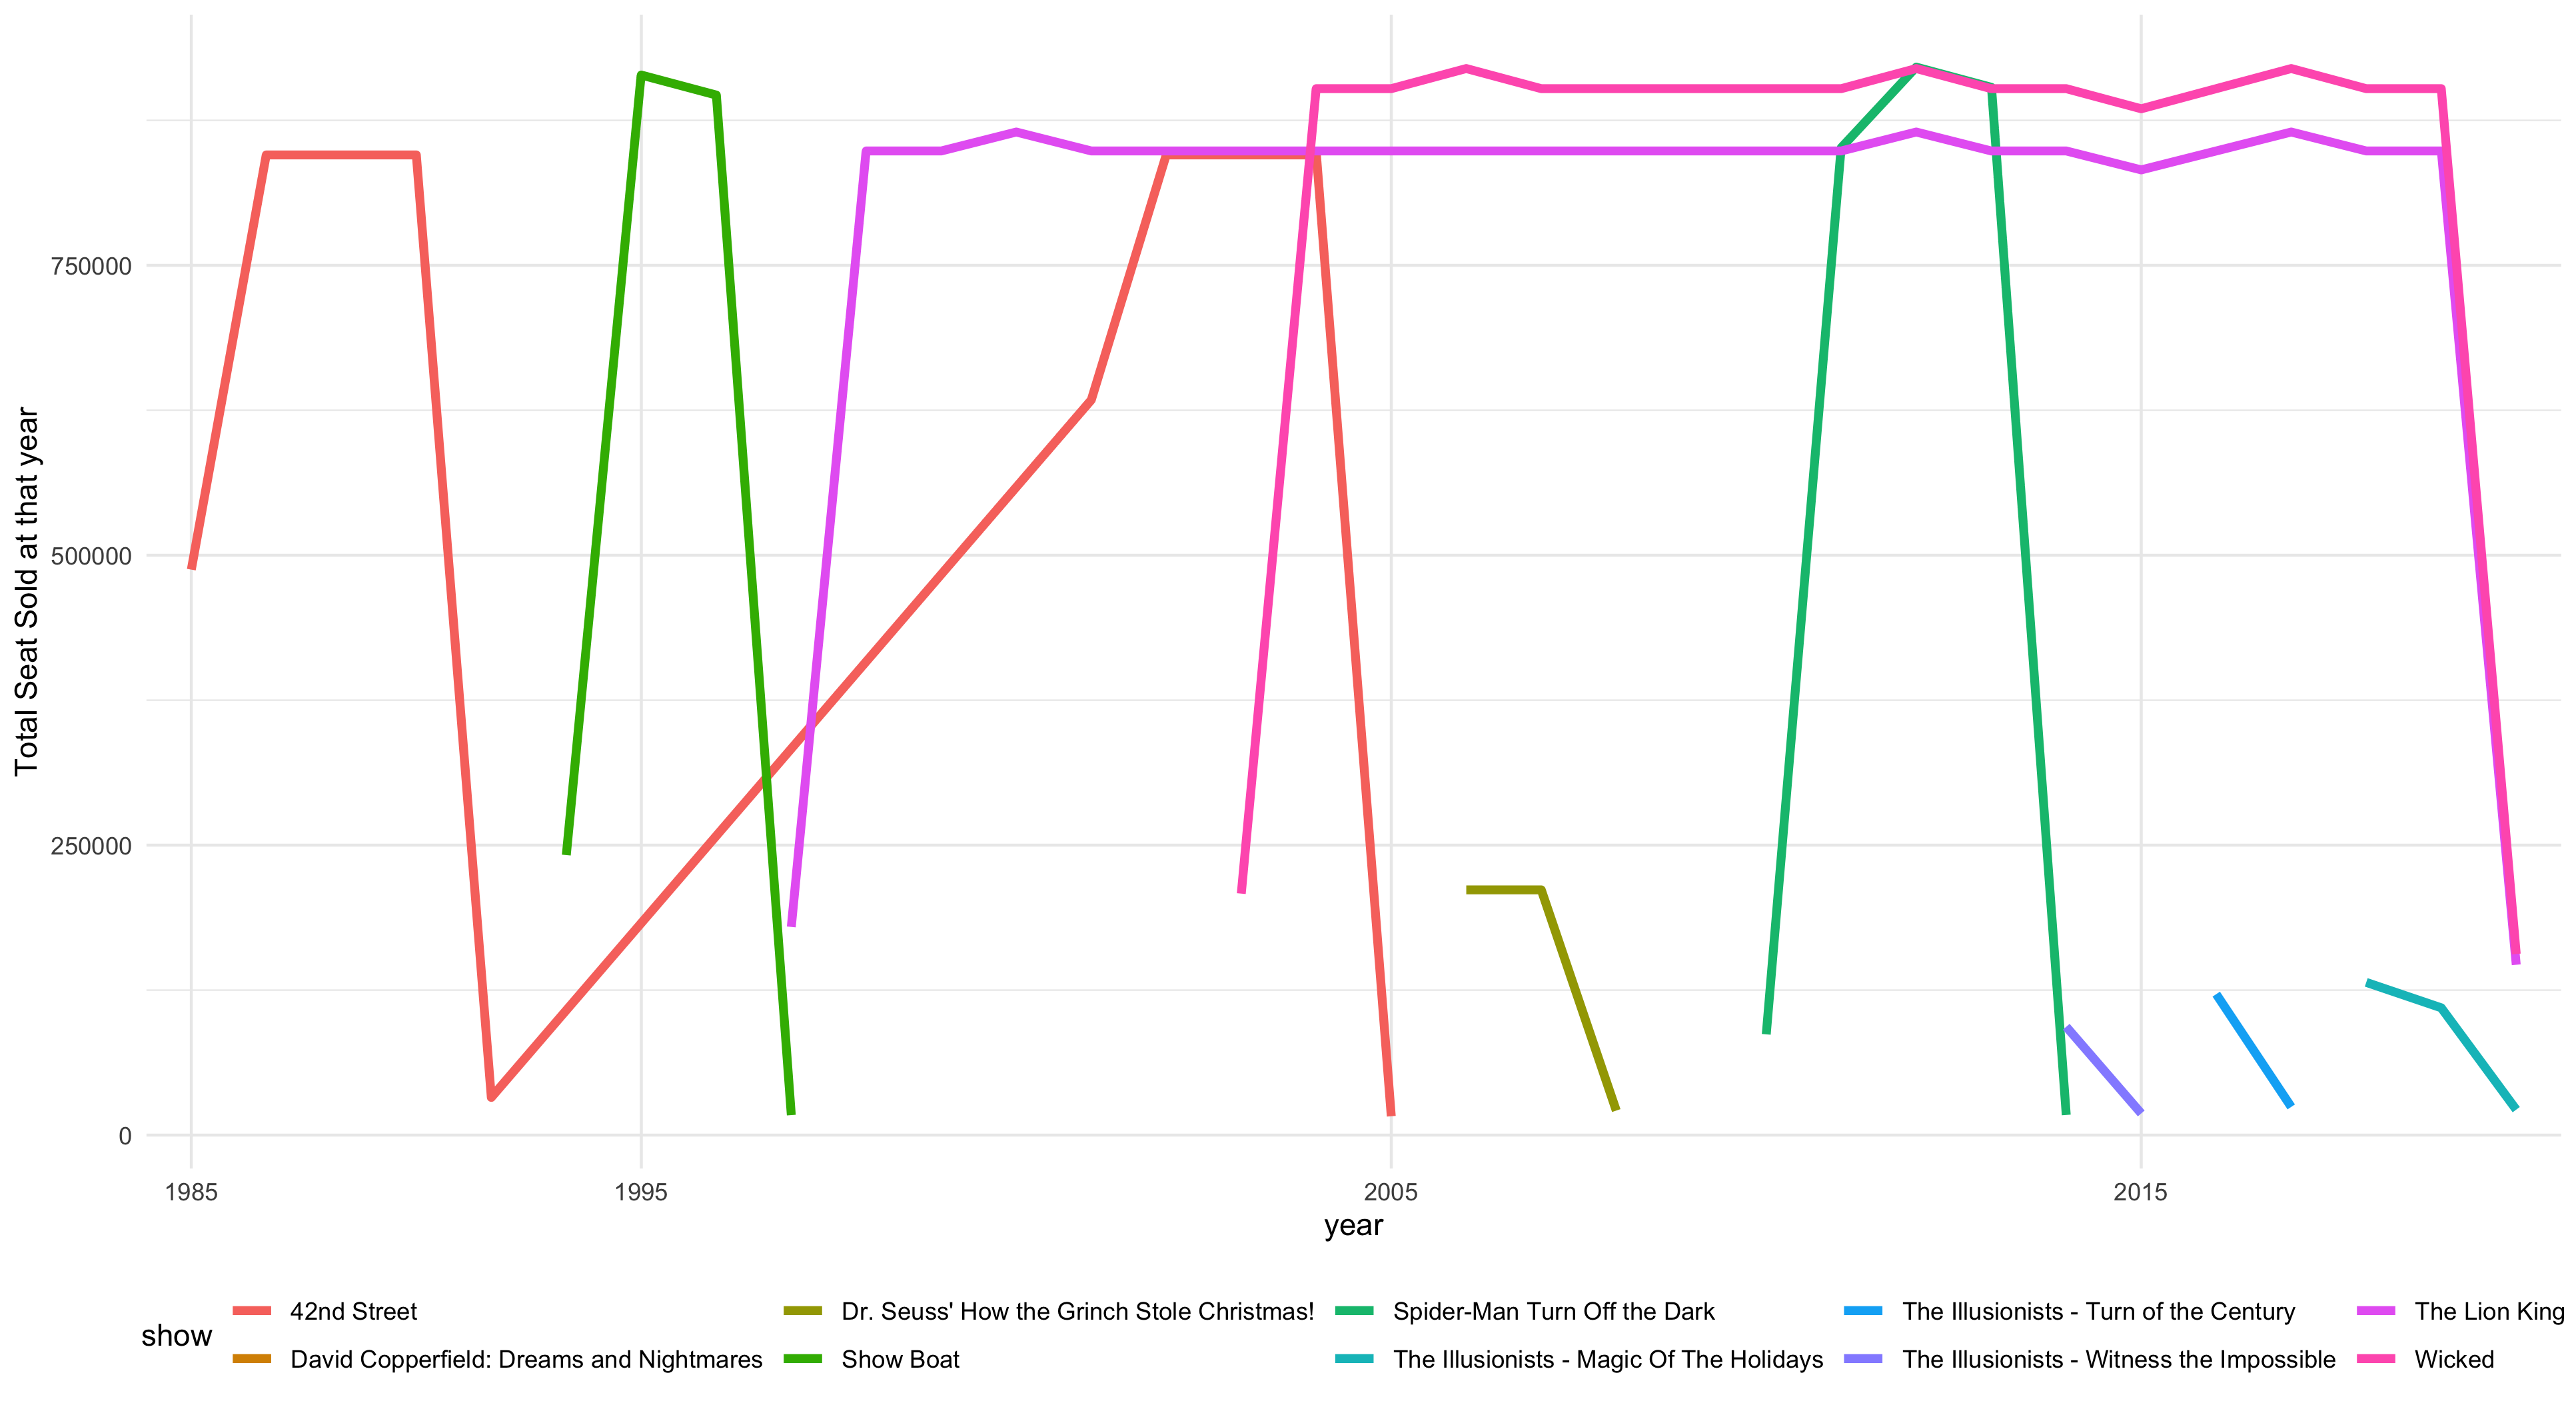 Total Seat Sold at that year
750000
500000
250000
0
1985 1995 2005 2015
year
show
42nd Street Dr. Seuss' How the Grinch Stole Christmas! Spider-Man Turn Off the Dark The Illusionists - Turn of the Century The Lion King
David Copperfield: Dreams and Nightmares Show Boat The Illusionists - Magic Of The Holidays The Illusionists - Witness the Impossible Wicked